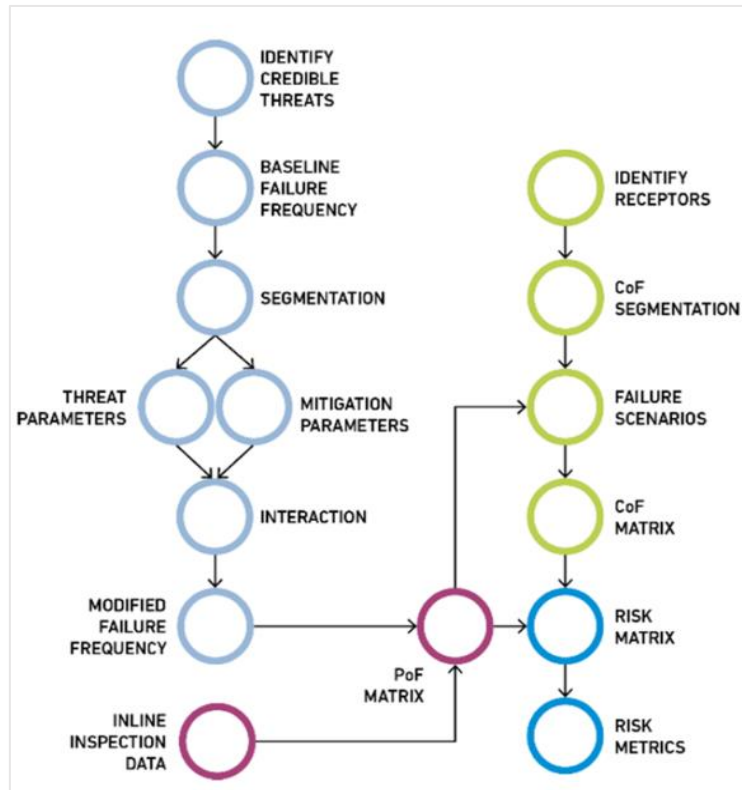 IDENTIFY
CREDIBLE
THREATS
BASELINE
FAILURE
FREQUENCY
IDENTIFY
RECEPTORS
SEGMENTATION
CoF
SEGMENTATION
THREAT
PARAMETERS
MITIGATION
PARAMETERS
FAILURE
SCENARIOS
INTERACTION
CoF
MATRIX
MODIFIED
FAILURE
FREQUENCY
PoF
MATRIX
RISK
MATRIX
INLINE
INSPECTION
DATA
RISK
METRICS